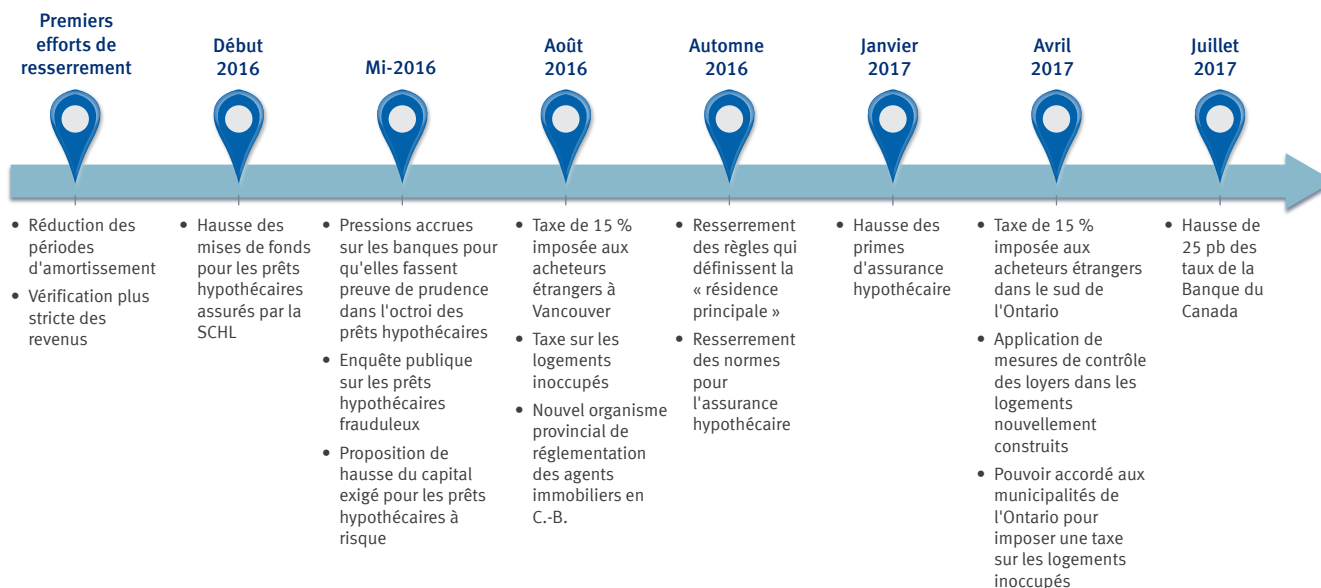 Premiers
efforts de
resserrement
Début
2016
Mi-2016
Août
2016
Automne
2016
Janvier
2017
Avril
2017
Juillet
2017
• Réduction des
périodes
d'amortissement
• Vérification plus
stricte des
revenus
• Hausse des
mises de fonds
pour les prêts
hypothécaires
assurés par la
SCHL
• Pressions accrues
sur les banques pour
qu'elles fassent
preuve de prudence
dans l'octroi des
prêts hypothécaires
• Enquête publique
sur les prêts
hypothécaires
frauduleux
• Proposition de
hausse du capital
exigé pour les prêts
hypothécaires à
risque
• Taxe de 15 %
imposée aux
acheteurs
étrangers à
Vancouver
• Taxe sur les
logements
inoccupés
• Nouvel organisme
provincial de
réglementation
des agents
immobiliers en
C.-B.
• Resserrement
des règles qui
définissent la
« résidence
principale »
• Resserrement
des normes
pour
l'assurance
hypothécaire
• Hausse des
primes
d'assurance
hypothécaire
• Taxe de 15 %
imposée aux
acheteurs étrangers
dans le sud de
l'Ontario
• Application de
mesures de contrôle
des loyers dans les
logements
nouvellement
construits
• Pouvoir accordé aux
municipalités de
l'Ontario pour
imposer une taxe
sur les logements
inoccupés
• Hausse de
25 pb des
taux de la
Banque du
Canada